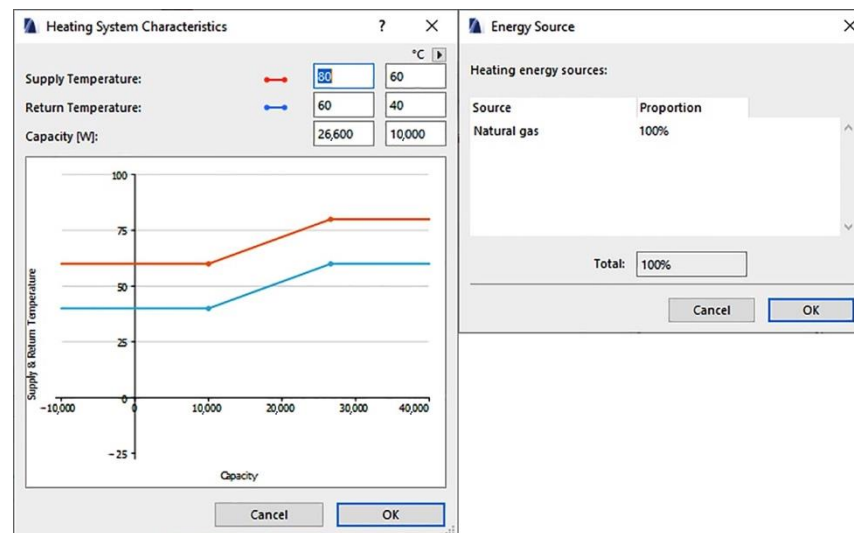 Heating System Characteristics ?
°C
Supply Temperature: 80 60
Return Temperature: 60 40
Capacity [W]: 26,600 10,000
100
75
50
25
0
-25
-10,000 0 10,000 20,000 30,000 40,000
Supply & Return Temperature
Capacity
Cancel OK
Energy Source
Heating energy sources:
Source Proportion
Natural gas 100%
Total: 100%
Cancel OK